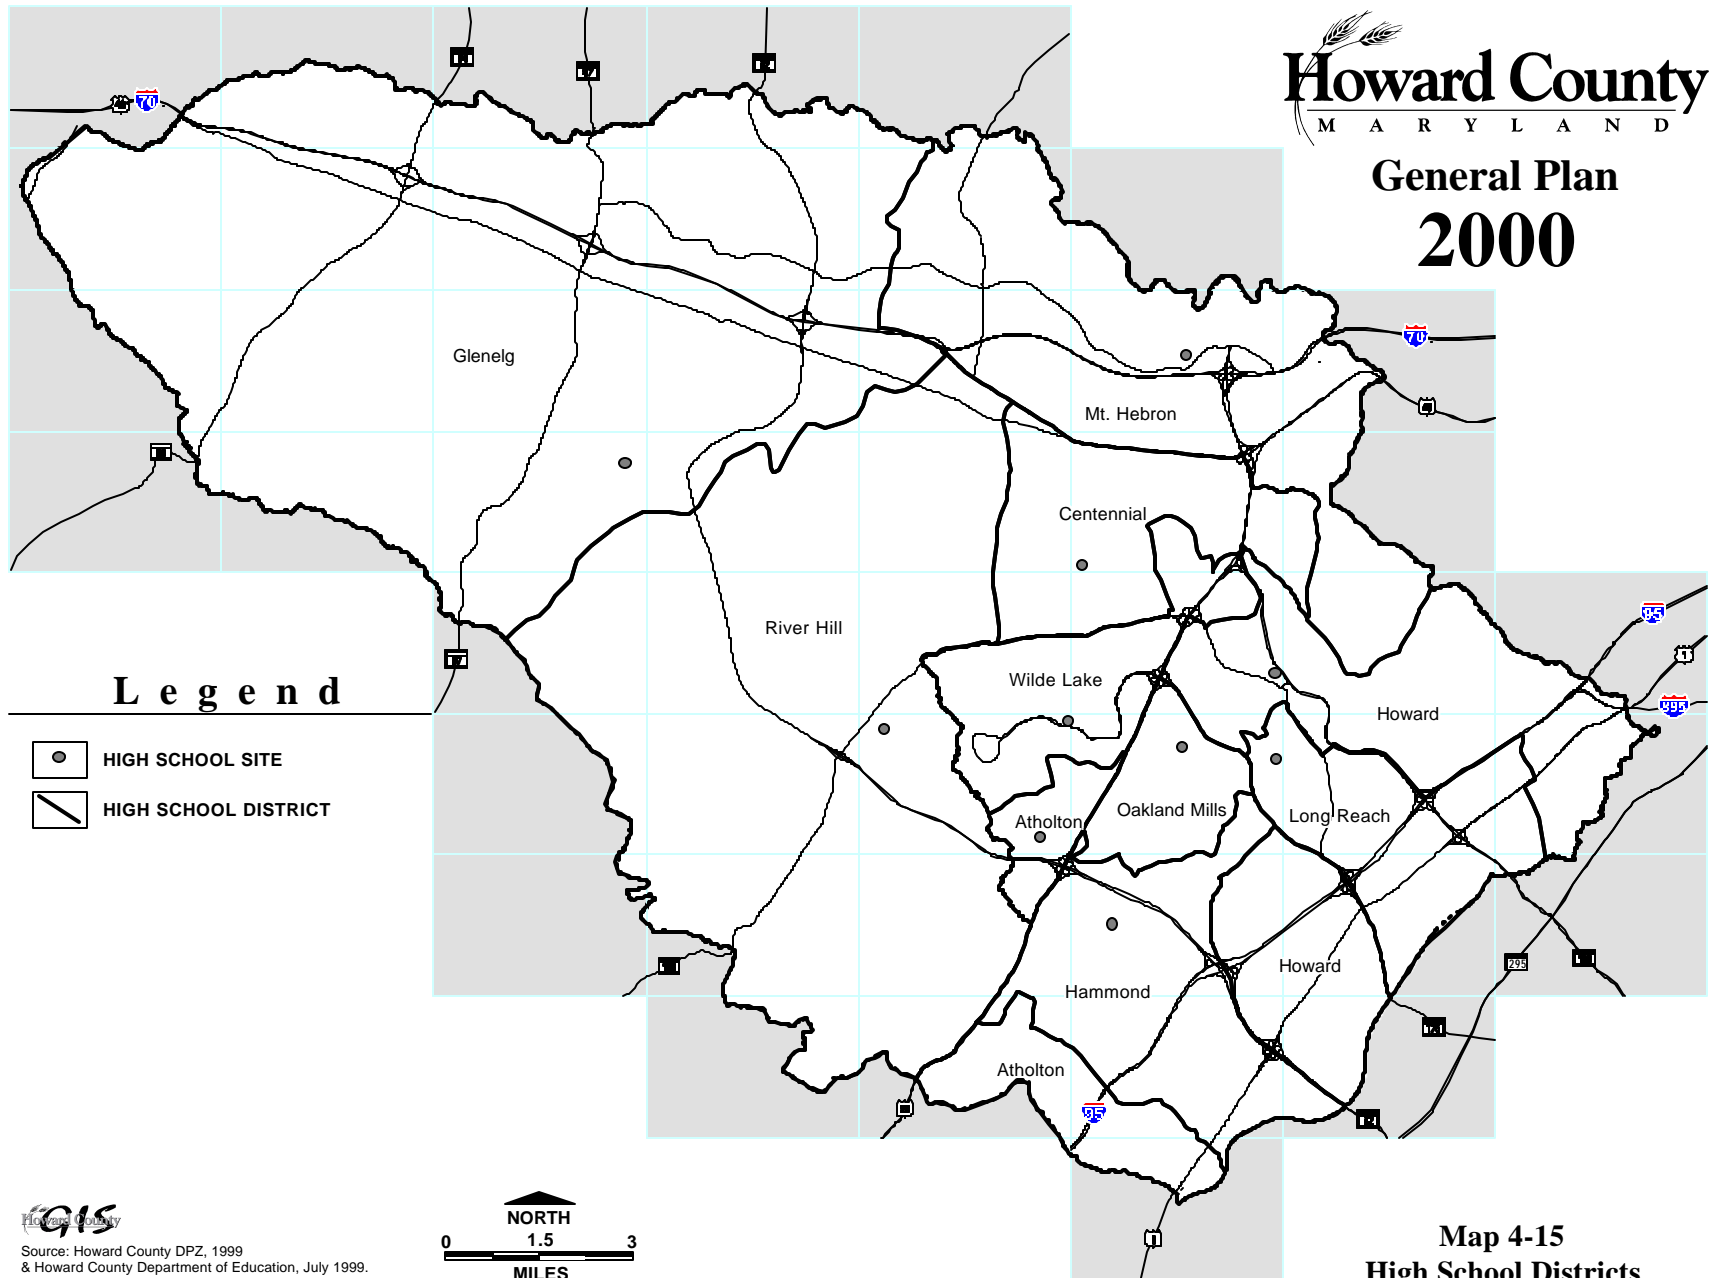 Howard County
MARYLAND
General Plan
2000
70
Glenelg
70
Mt. Hebron
Centennial
River Hill
95
1
Legend
Wilde Lake
895
Howard
HIGH SCHOOL SITE
HIGH SCHOOL DISTRICT
Oakland Mills
Atholton
Long Reach
295
Howard
Hammond
Atholton
95
Howard County
GIS
NORTH
0 1.5 3
MILES
Source: Howard County DPZ, 1999
& Howard County Department of Education, July 1999.
Map 4-15
High School Districts